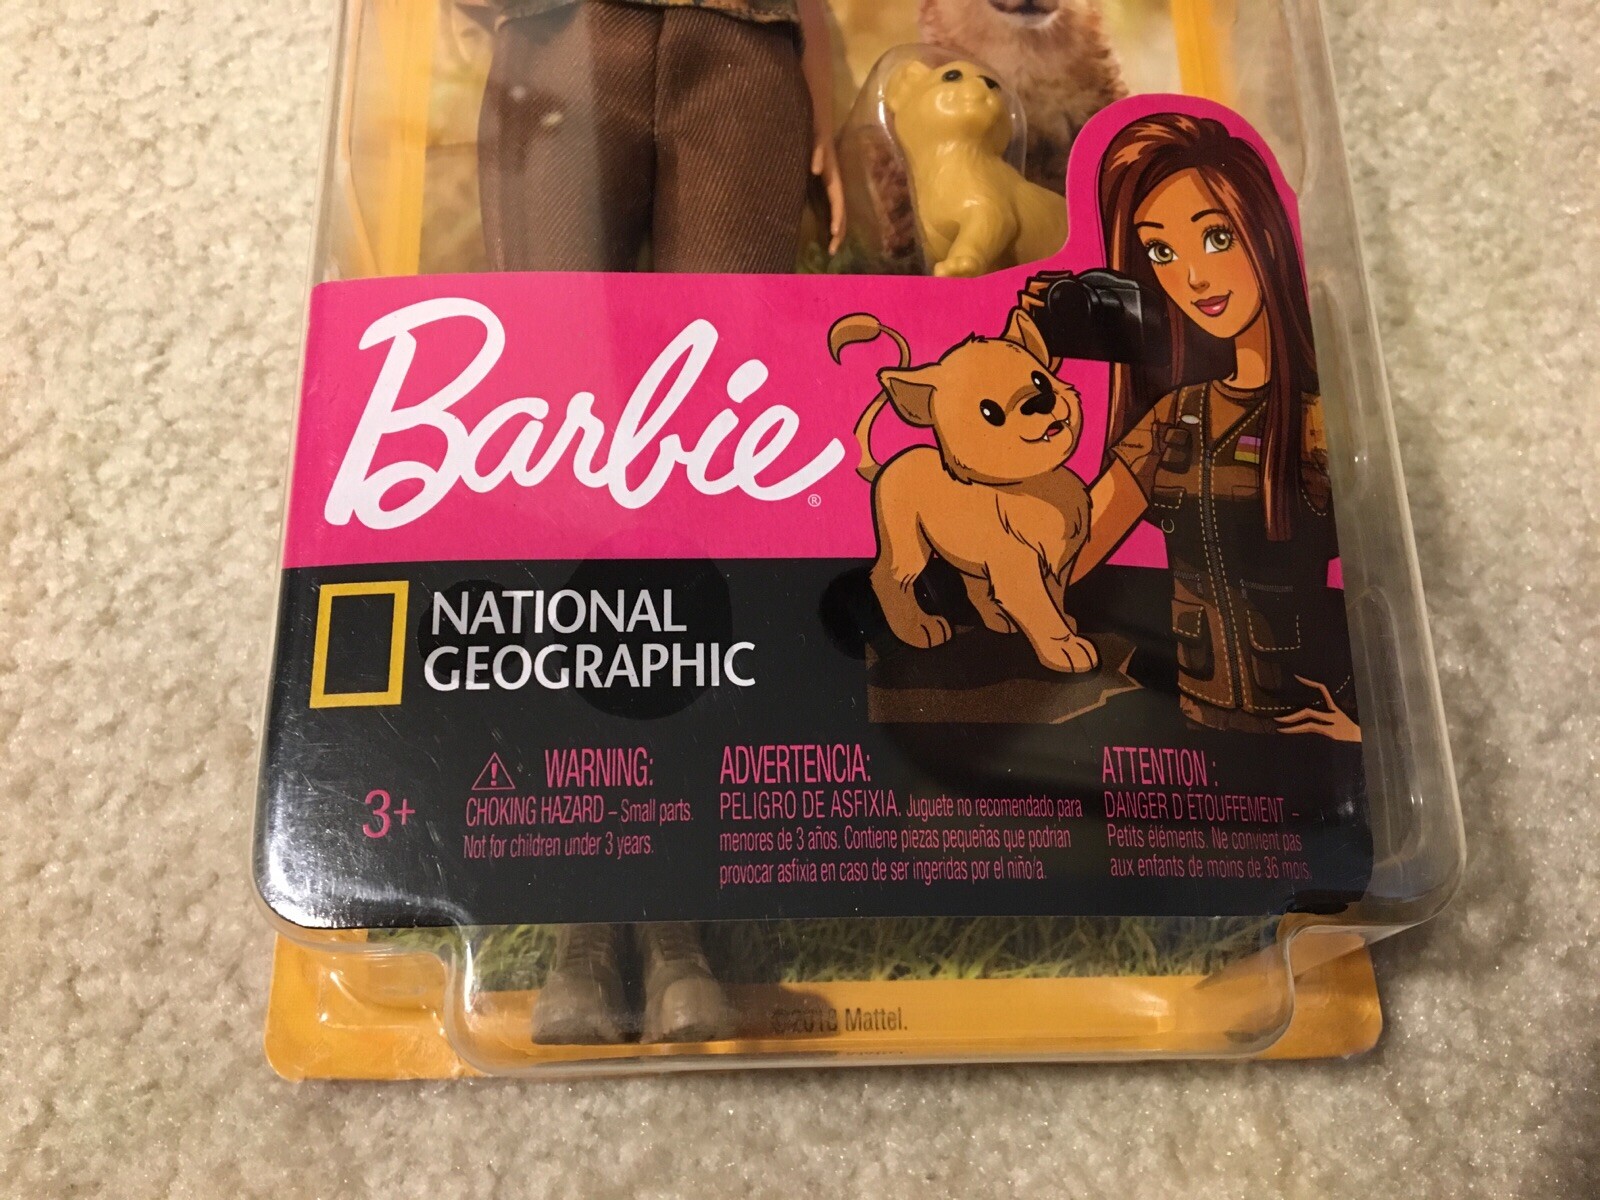 Barbie®
NATIONAL
GEOGRAPHIC
3+
WARNING:
CHOKING HAZARD – Small parts.
Not for children under 3 years.
ADVERTENCIA:
PELIGRO DE ASFIXIA. Juguete no recomendado para
menores de 3 años. Contiene piezas pequeñas que podrían
provocar asfixia en caso de ser ingeridas por el niño/a.
ATTENTION :
DANGER D'ÉTOUFFEMENT –
Petits éléments. Ne convient pas
aux enfants de moins de 36 mois.
©2018 Mattel.